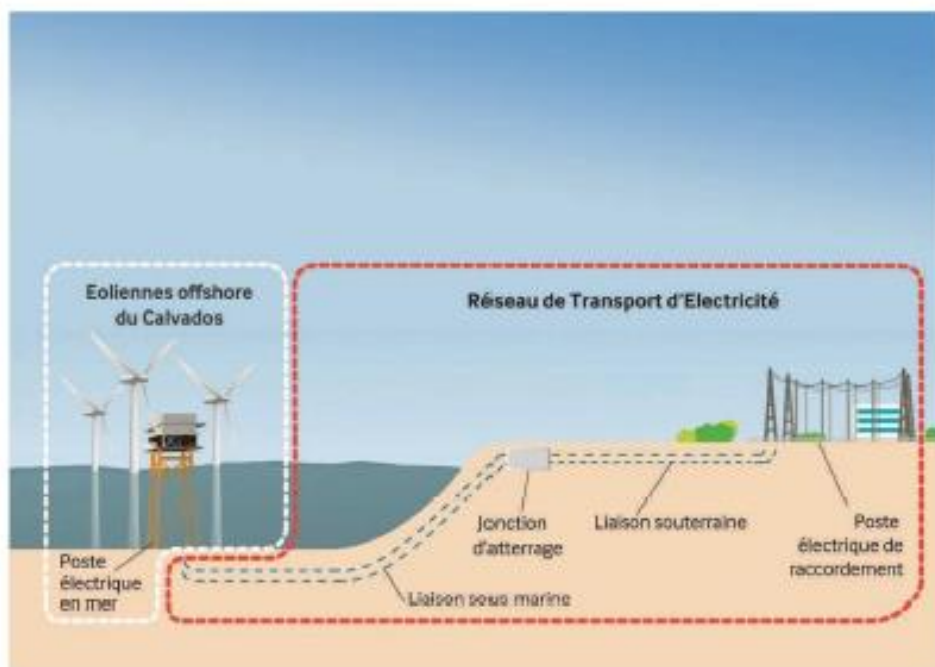 Eoliennes offshore
du Calvados
Réseau de Transport d'Electricité
Jonction
d'atterrage
Liaison souterraine
Poste
électrique de
raccordement
Poste
électrique
en mer
Liaison sous marine